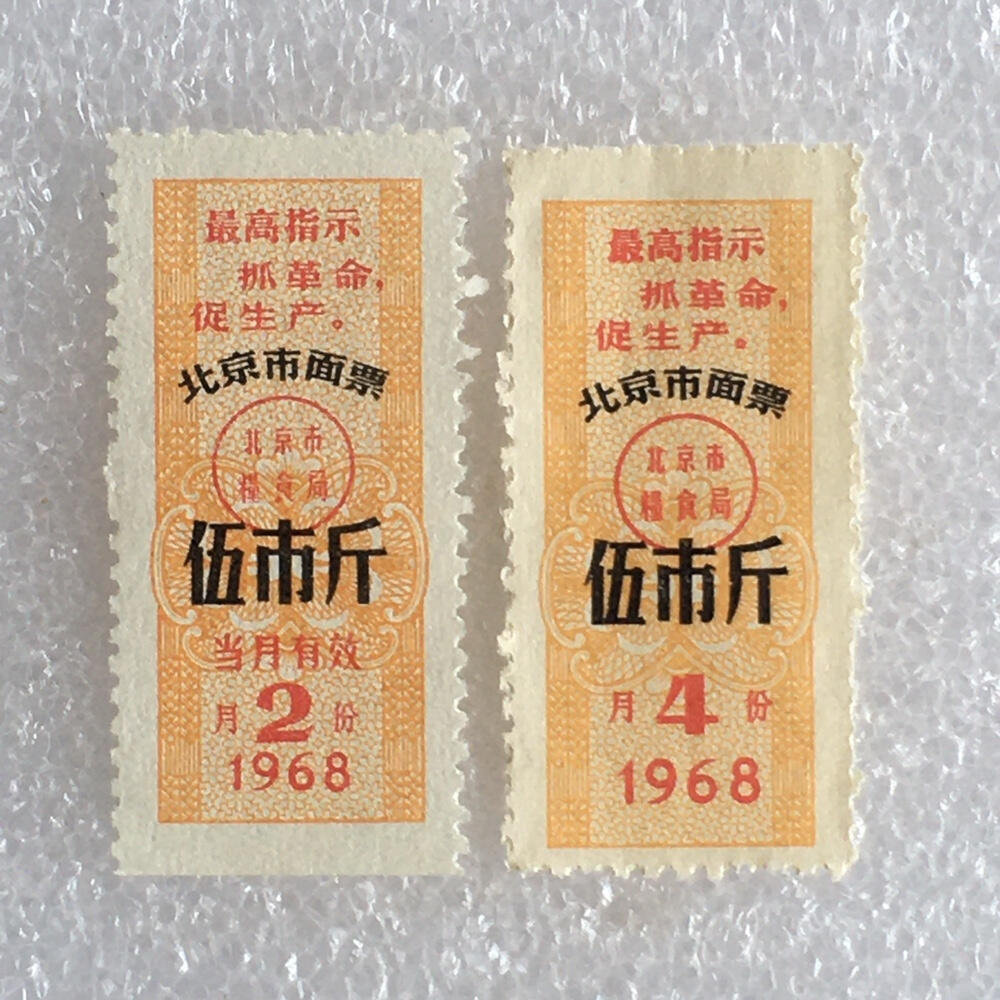 最高指示
抓革命，
促生产。
北京市面票
北京市
糧食局
伍市斤
当月有效
月2份
1968
最高指示
抓革命，
促生产。
北京市面票
北京市
糧食局
伍市斤
月4份
1968